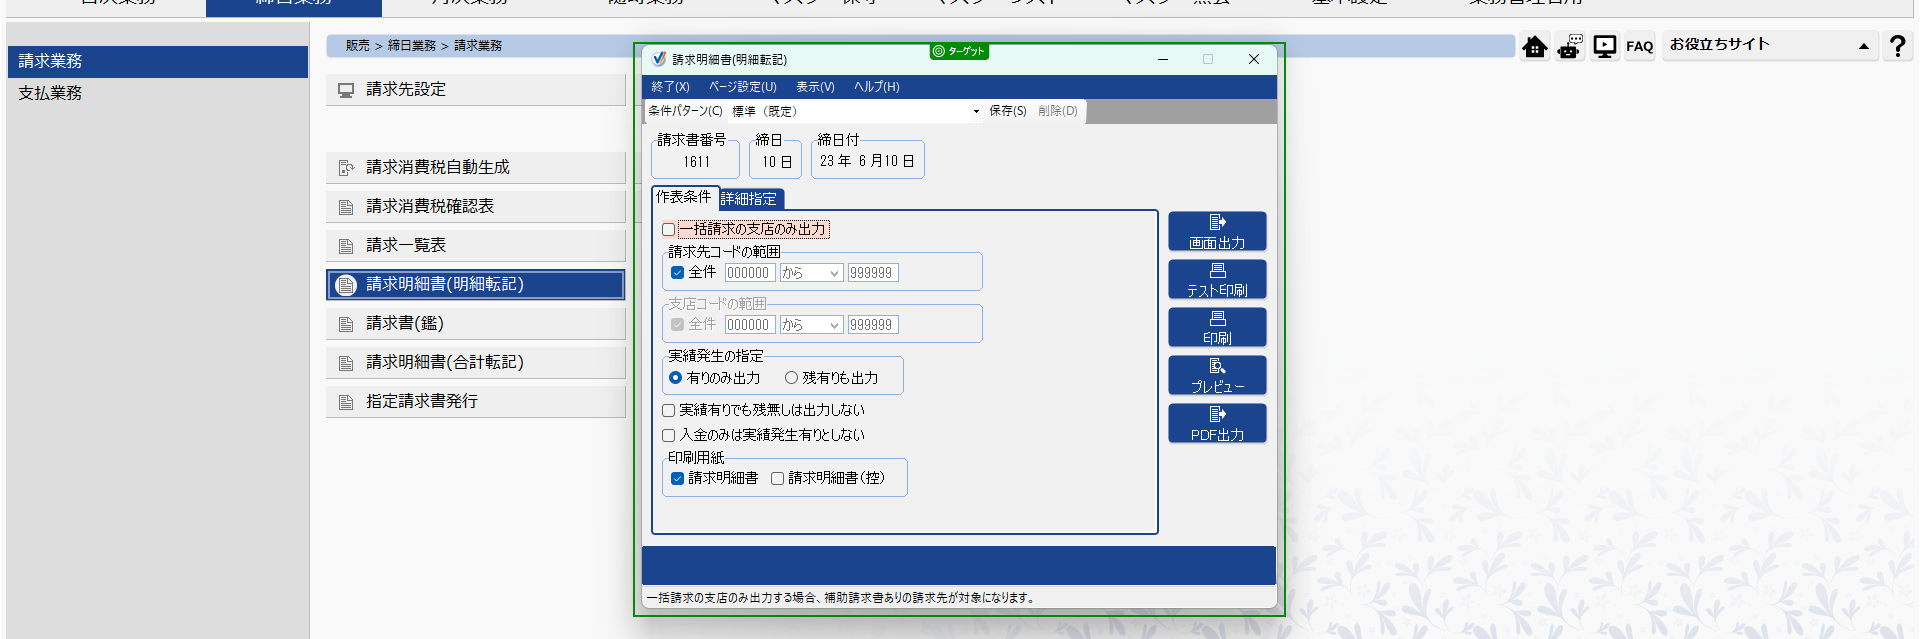 締日業務
販売 > 締日業務 > 請求業務
FAQ
お役立ちサイト
?
請求業務
支払業務
請求先設定
請求消費税自動生成
請求消費税確認表
請求一覧表
請求明細書(明細転記)
請求書(鑑)
請求明細書(合計転記)
指定請求書発行
ターゲット
請求明細書(明細転記)
終了(X) ページ設定(U) 表示(V) ヘルプ(H)
条件パターン(C) 標準（既定） 保存(S) 削除(D)
請求書番号 締日 締日付
1611 10 日 23 年 6 月 10 日
作表条件 詳細指定
一括請求の支店のみ出力
請求先コードの範囲
全件 000000 から 999999
支店コードの範囲
全件 000000 から 999999
実績発生の指定
有りのみ出力 残有りも出力
実績有りでも残無しは出力しない
入金のみは実績発生有りとしない
印刷用紙
請求明細書 請求明細書(控)
画面出力
テスト印刷
印刷
プレビュー
PDF出力
一括請求の支店のみ出力する場合、補助請求書ありの請求先が対象になります。